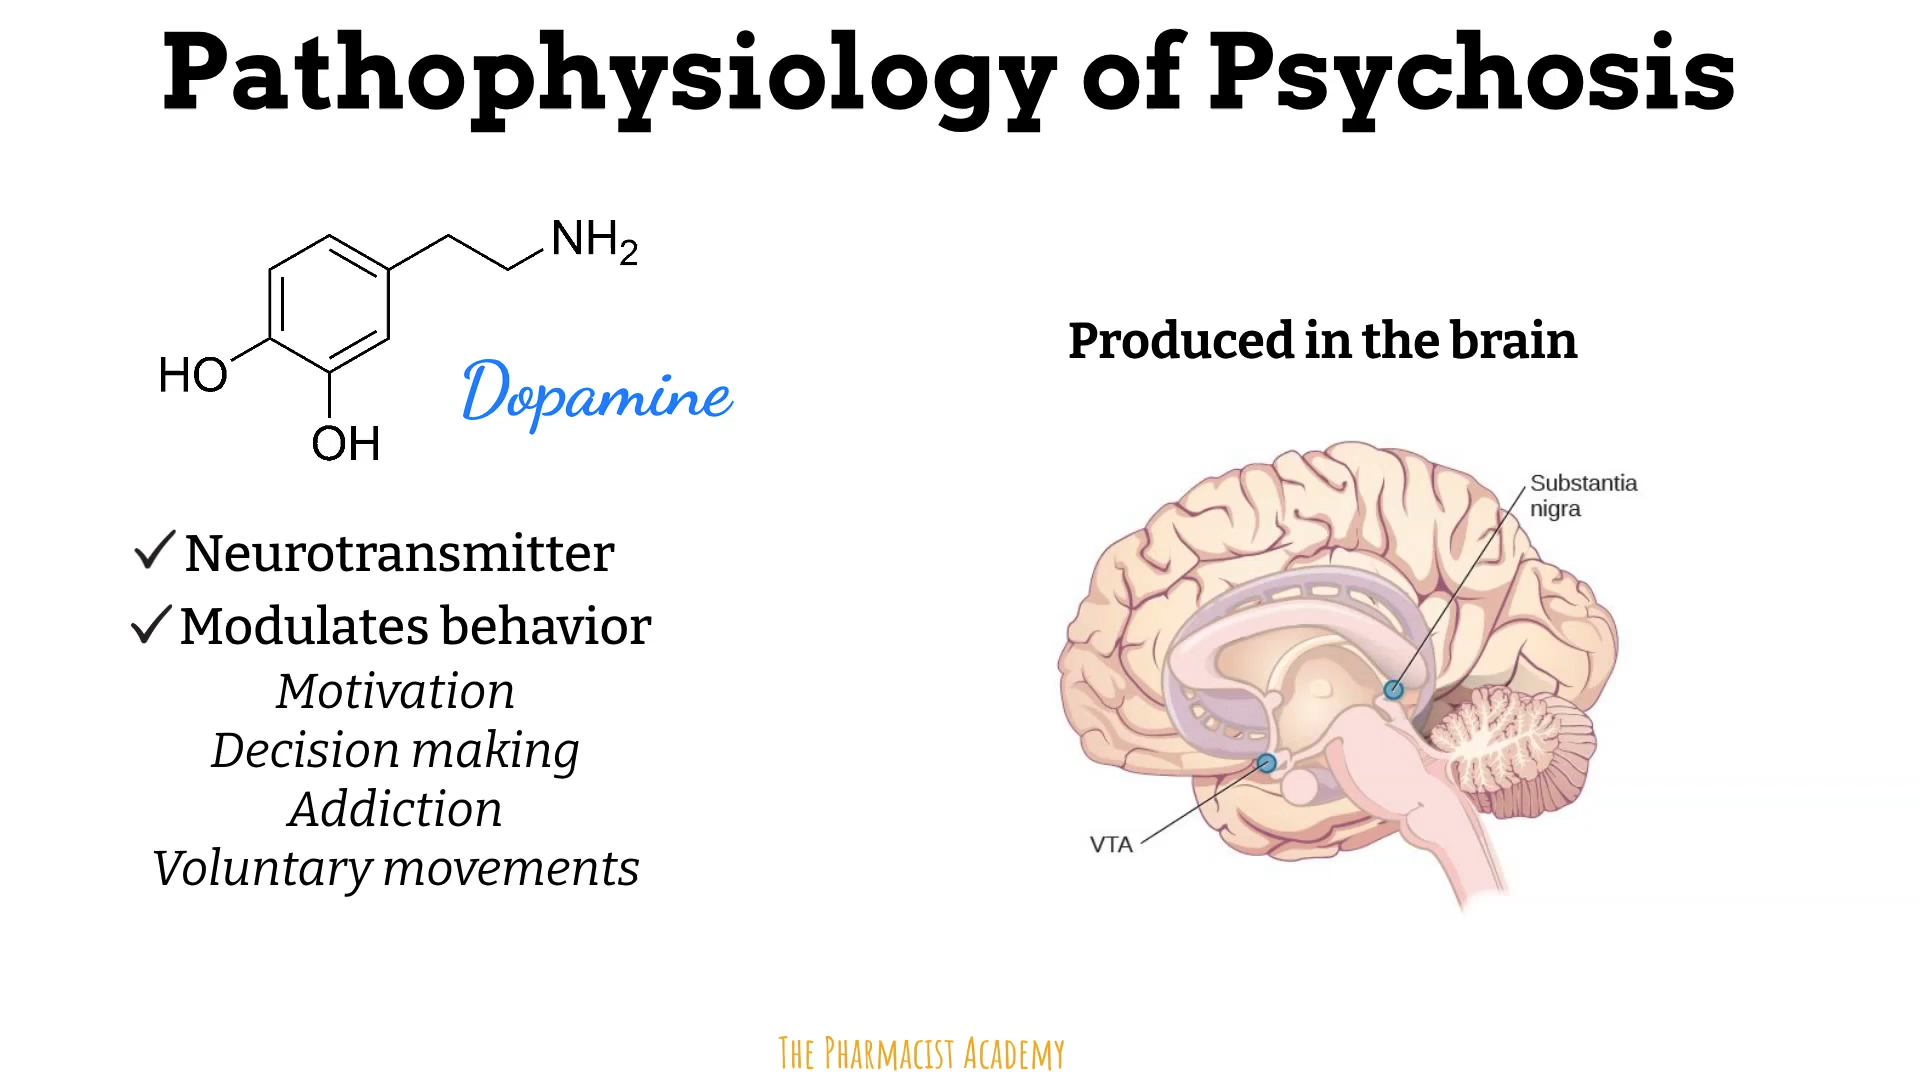 Pathophysiology of Psychosis
NH2
HO
OH
Dopamine
✓ Neurotransmitter
✓ Modulates behavior
Motivation
Decision making
Addiction
Voluntary movements
Produced in the brain
Substantia
nigra
VTA
THE PHARMACIST ACADEMY